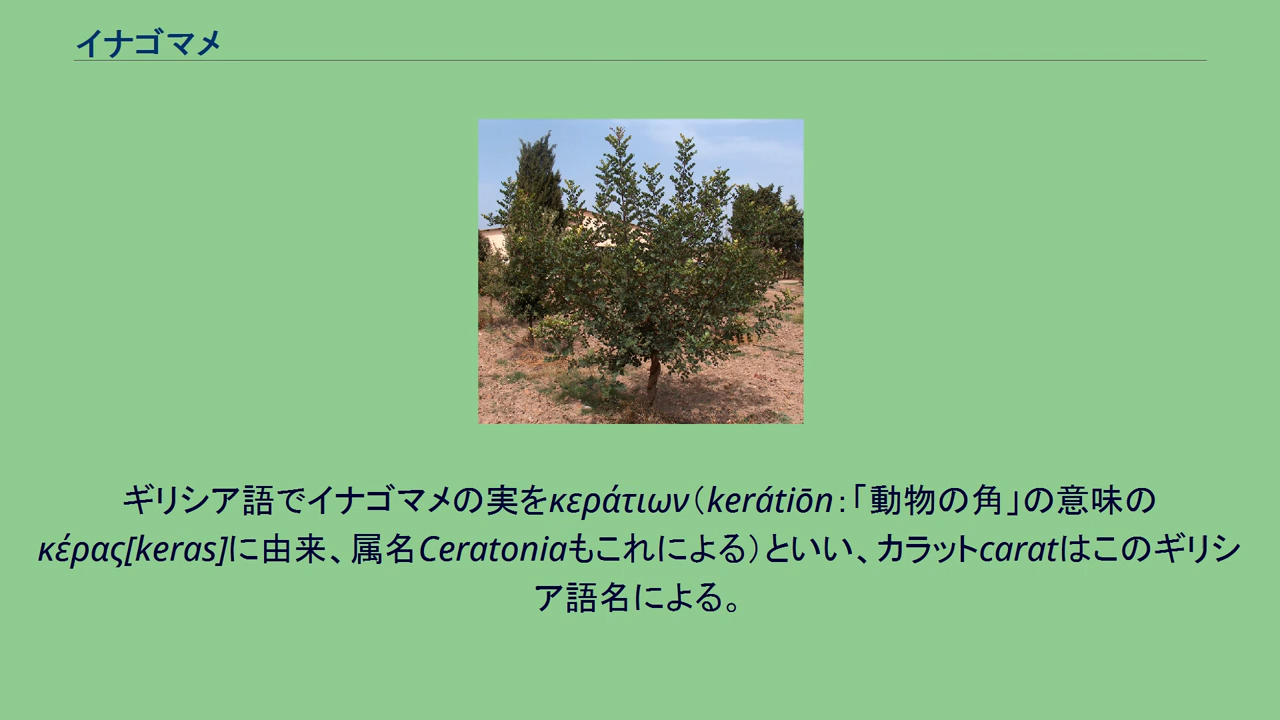 イナゴマメ
ギリシア語でイナゴマメの実をκεράτιων（kerátiōn：「動物の角」の意味の
κέρας[keras]に由来、属名Ceratoniaもこれによる）といい、カラットcaratはこのギリシ
ア語名による。